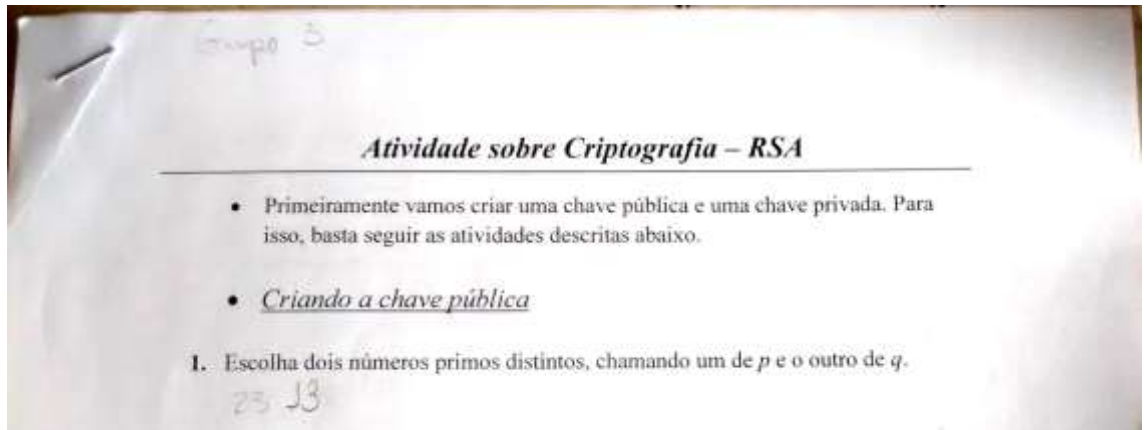 Grupo 3
Atividade sobre Criptografia – RSA
• Primeiramente vamos criar uma chave pública e uma chave privada. Para
isso, basta seguir as atividades descritas abaixo.
• Criando a chave pública
1. Escolha dois números primos distintos, chamando um de p e o outro de q.
23 13